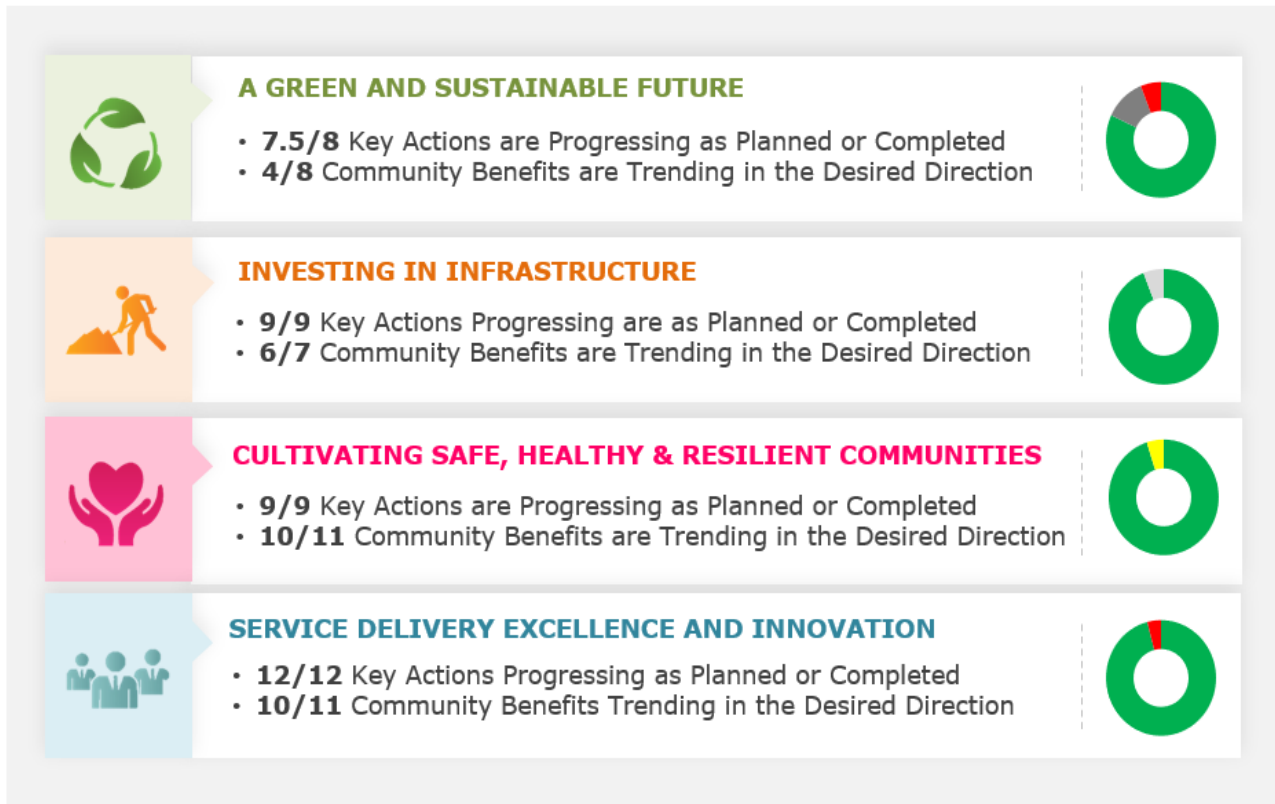 A GREEN AND SUSTAINABLE FUTURE
• 7.5/8 Key Actions are Progressing as Planned or Completed
• 4/8 Community Benefits are Trending in the Desired Direction
INVESTING IN INFRASTRUCTURE
• 9/9 Key Actions Progressing are as Planned or Completed
• 6/7 Community Benefits are Trending in the Desired Direction
CULTIVATING SAFE, HEALTHY & RESILIENT COMMUNITIES
• 9/9 Key Actions are Progressing as Planned or Completed
• 10/11 Community Benefits are Trending in the Desired Direction
SERVICE DELIVERY EXCELLENCE AND INNOVATION
• 12/12 Key Actions Progressing as Planned or Completed
• 10/11 Community Benefits Trending in the Desired Direction